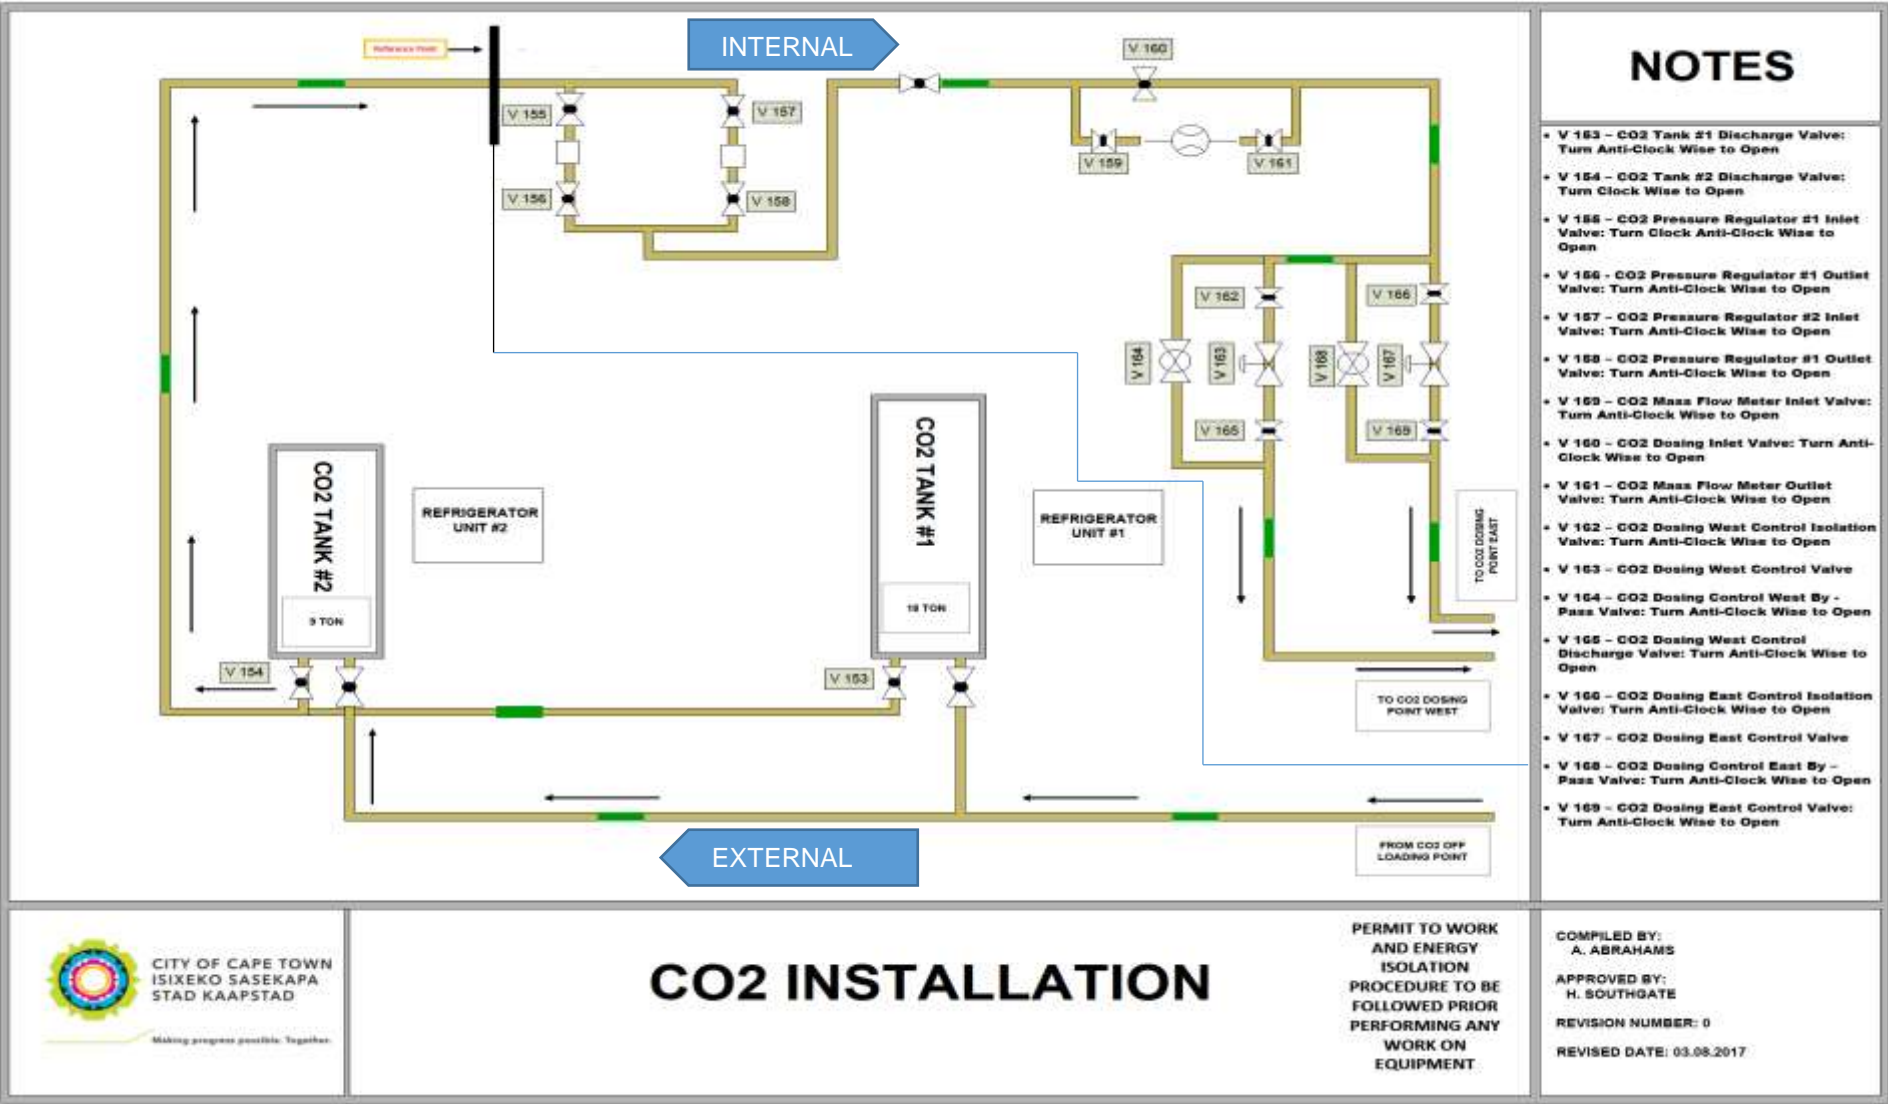 Reference Point
INTERNAL
V 160
V 155
V 157
V 159
V 161
V 156
V 158
V 162
V 166
V 164
V 163
V 168
V 167
V 165
V 169
CO2 TANK #2
9 TON
REFRIGERATOR
UNIT #2
CO2 TANK #1
18 TON
REFRIGERATOR
UNIT #1
TO CO2 DOSING
POINT EAST
V 154
V 153
TO CO2 DOSING
POINT WEST
EXTERNAL
FROM CO2 OFF
LOADING POINT
NOTES
• V 153 – CO2 Tank #1 Discharge Valve:
Turn Anti-Clock Wise to Open
• V 154 – CO2 Tank #2 Discharge Valve:
Turn Clock Wise to Open
• V 155 – CO2 Pressure Regulator #1 Inlet
Valve: Turn Clock Anti-Clock Wise to
Open
• V 156 - CO2 Pressure Regulator #1 Outlet
Valve: Turn Anti-Clock Wise to Open
• V 157 – CO2 Pressure Regulator #2 Inlet
Valve: Turn Anti-Clock Wise to Open
• V 158 – CO2 Pressure Regulator #1 Outlet
Valve: Turn Anti-Clock Wise to Open
• V 159 – CO2 Mass Flow Meter Inlet Valve:
Turn Anti-Clock Wise to Open
• V 160 – CO2 Dosing Inlet Valve: Turn Anti-
Clock Wise to Open
• V 161 – CO2 Mass Flow Meter Outlet
Valve: Turn Anti-Clock Wise to Open
• V 162 – CO2 Dosing West Control Isolation
Valve: Turn Anti-Clock Wise to Open
• V 163 – CO2 Dosing West Control Valve
• V 164 – CO2 Dosing Control West By -
Pass Valve: Turn Anti-Clock Wise to Open
• V 165 – CO2 Dosing West Control
Discharge Valve: Turn Anti-Clock Wise to
Open
• V 166 – CO2 Dosing East Control Isolation
Valve: Turn Anti-Clock Wise to Open
• V 167 – CO2 Dosing East Control Valve
• V 168 – CO2 Dosing Control East By –
Pass Valve: Turn Anti-Clock Wise to Open
• V 169 – CO2 Dosing East Control Valve:
Turn Anti-Clock Wise to Open
CITY OF CAPE TOWN
ISIXEKO SASEKAPA
STAD KAAPSTAD
Making progress possible. Together.
CO2 INSTALLATION
PERMIT TO WORK
AND ENERGY
ISOLATION
PROCEDURE TO BE
FOLLOWED PRIOR
PERFORMING ANY
WORK ON
EQUIPMENT
COMPILED BY:
A. ABRAHAMS
APPROVED BY:
H. SOUTHGATE
REVISION NUMBER: 0
REVISED DATE: 03.08.2017